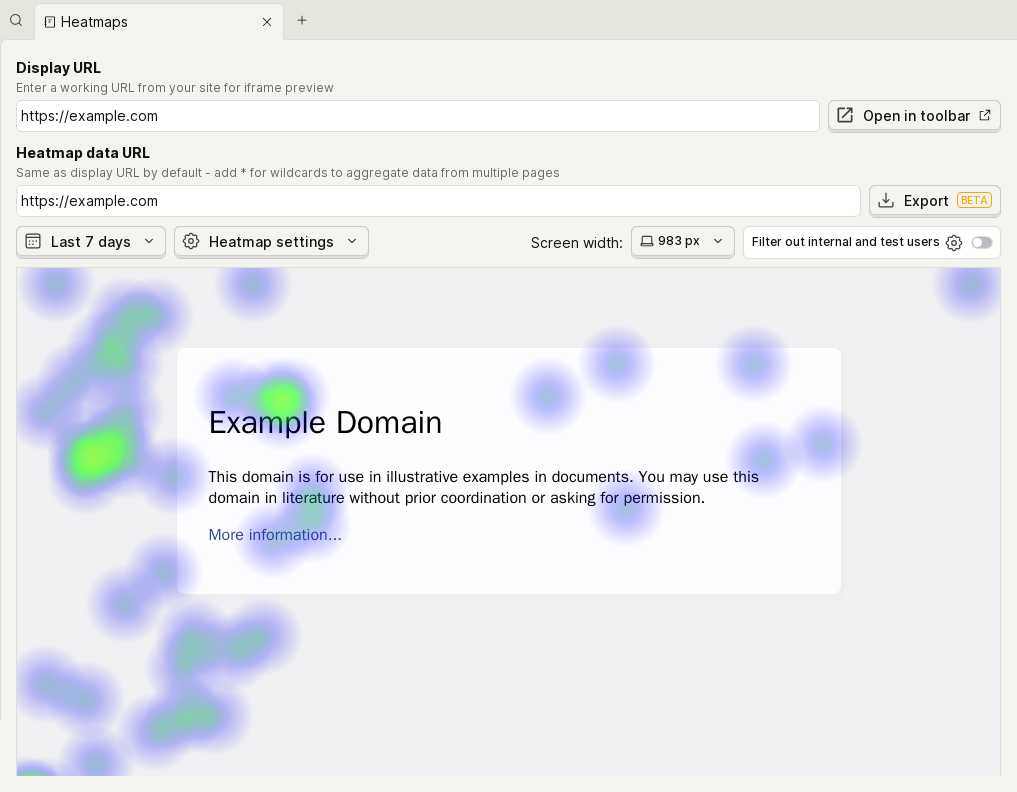 Heatmaps
Display URL
Enter a working URL from your site for iframe preview
https://example.com
Open in toolbar
Heatmap data URL
Same as display URL by default - add * for wildcards to aggregate data from multiple pages
https://example.com
Export BETA
Last 7 days
Heatmap settings
Screen width:
983 px
Filter out internal and test users
Example Domain
This domain is for use in illustrative examples in documents. You may use this
domain in literature without prior coordination or asking for permission.
More information...